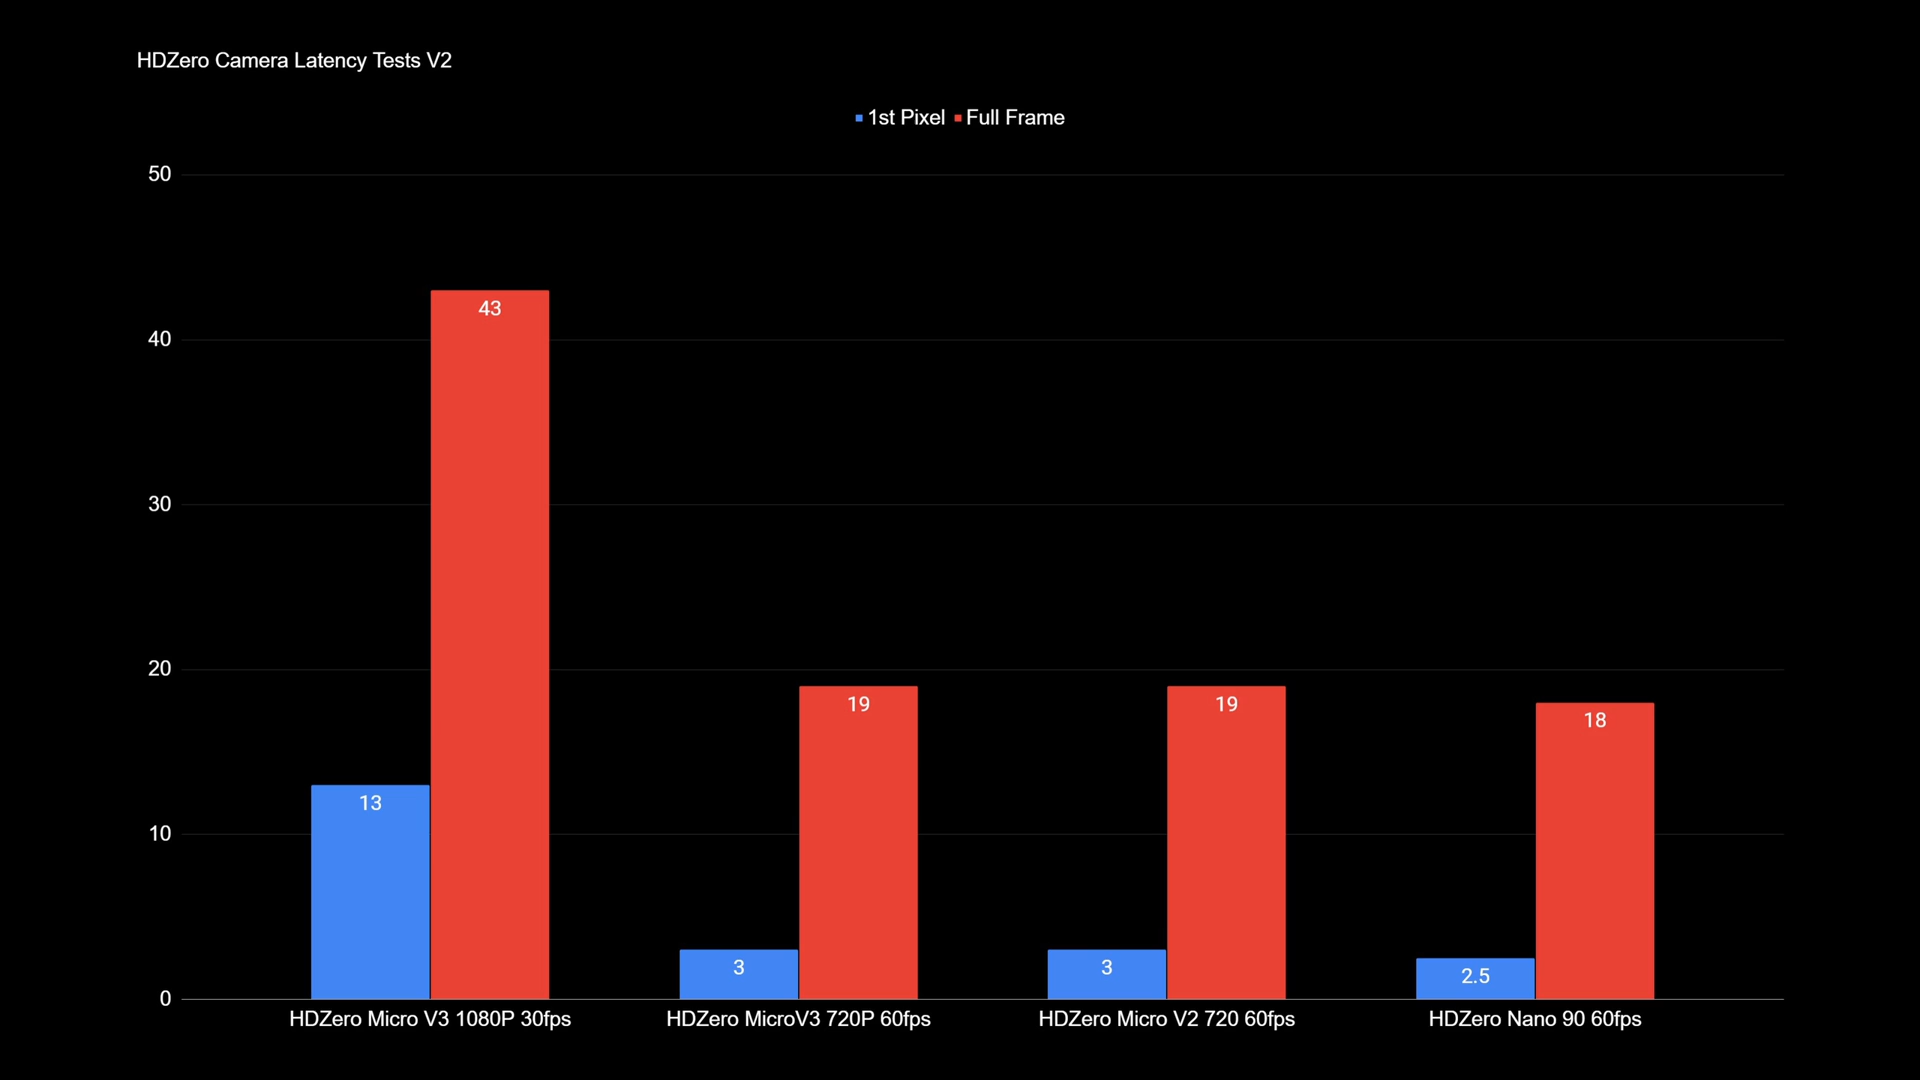 HDZero Camera Latency Tests V2
1st Pixel Full Frame
50
40
30
20
10
0
43
13
19
3
19
3
18
2.5
HDZero Micro V3 1080P 30fps
HDZero MicroV3 720P 60fps
HDZero Micro V2 720 60fps
HDZero Nano 90 60fps